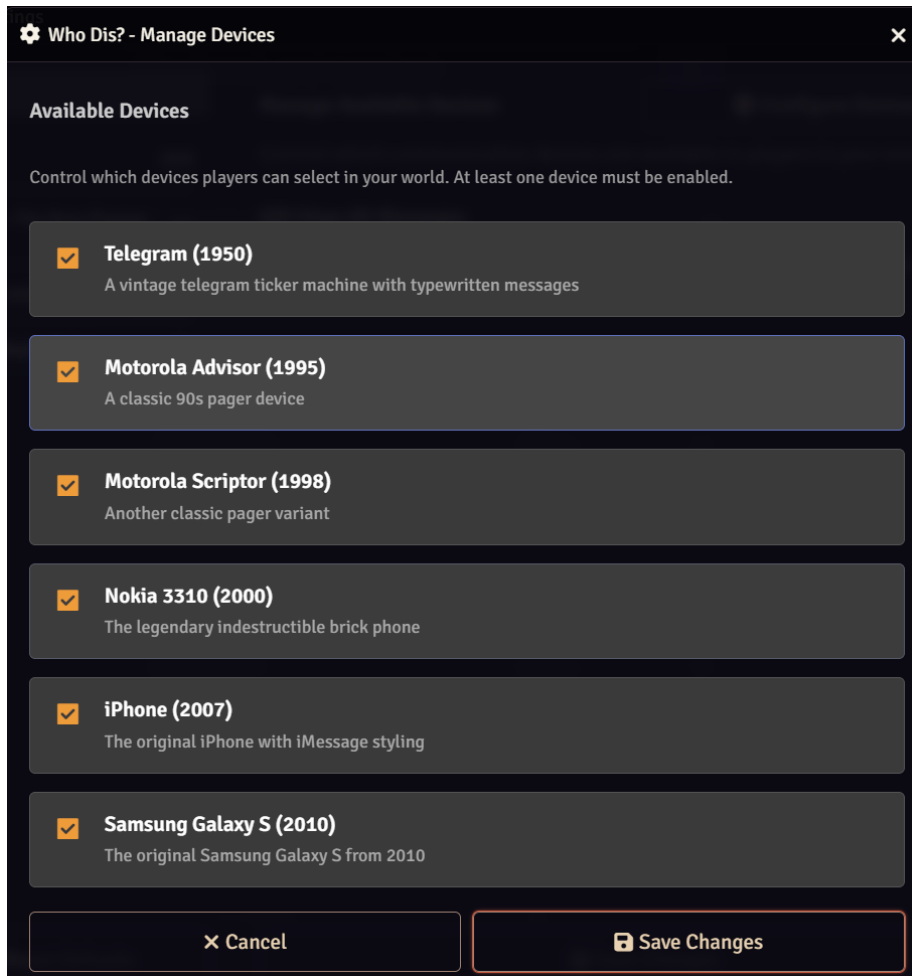 Who Dis? - Manage Devices
Available Devices
Control which devices players can select in your world. At least one device must be enabled.
Telegram (1950)
A vintage telegram ticker machine with typewritten messages
Motorola Advisor (1995)
A classic 90s pager device
Motorola Scriptor (1998)
Another classic pager variant
Nokia 3310 (2000)
The legendary indestructible brick phone
iPhone (2007)
The original iPhone with iMessage styling
Samsung Galaxy S (2010)
The original Samsung Galaxy S from 2010
Cancel
Save Changes